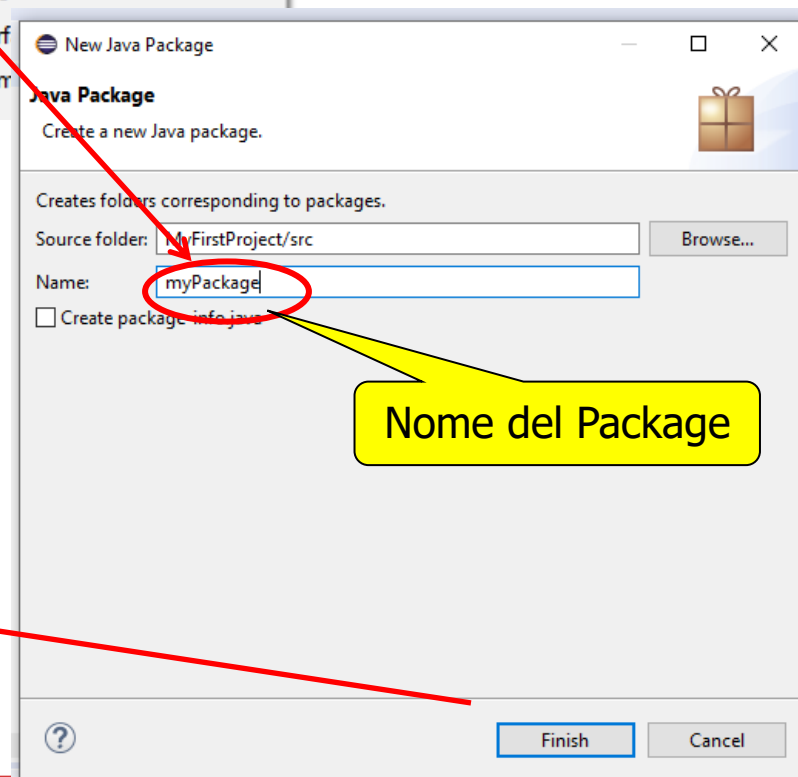 New Java Package
Java Package
Create a new Java package.
Creates folders corresponding to packages.
Source folder: MyFirstProject/src Browse...
Name: myPackage
Create package-info.java
Nome del Package
Finish Cancel